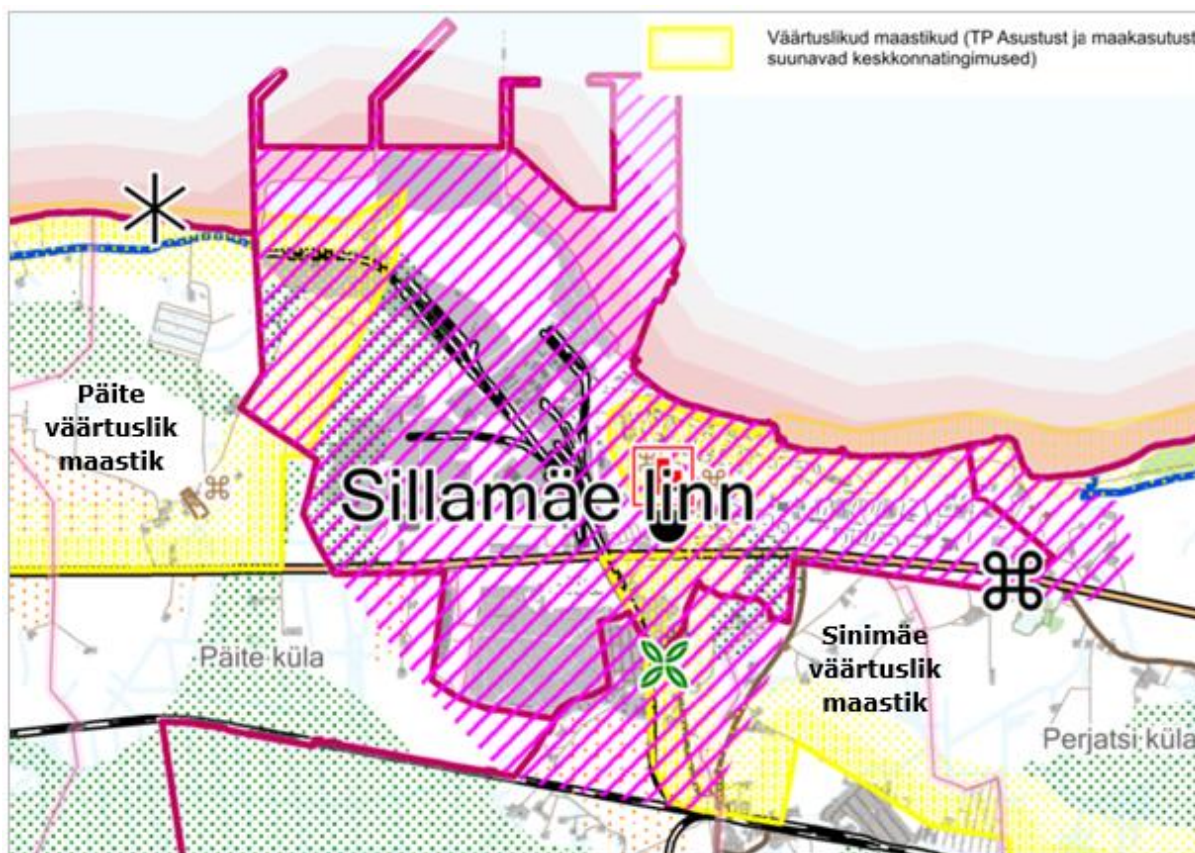 Väärtuslikud maastikud (TP Asustust ja maakasutust
suunavad keskkonnatingimused)
Päite
väärtuslik
maastik
Sillamäe linn
Päite küla
Sinimäe
väärtuslik
maastik
Perjatsi küla